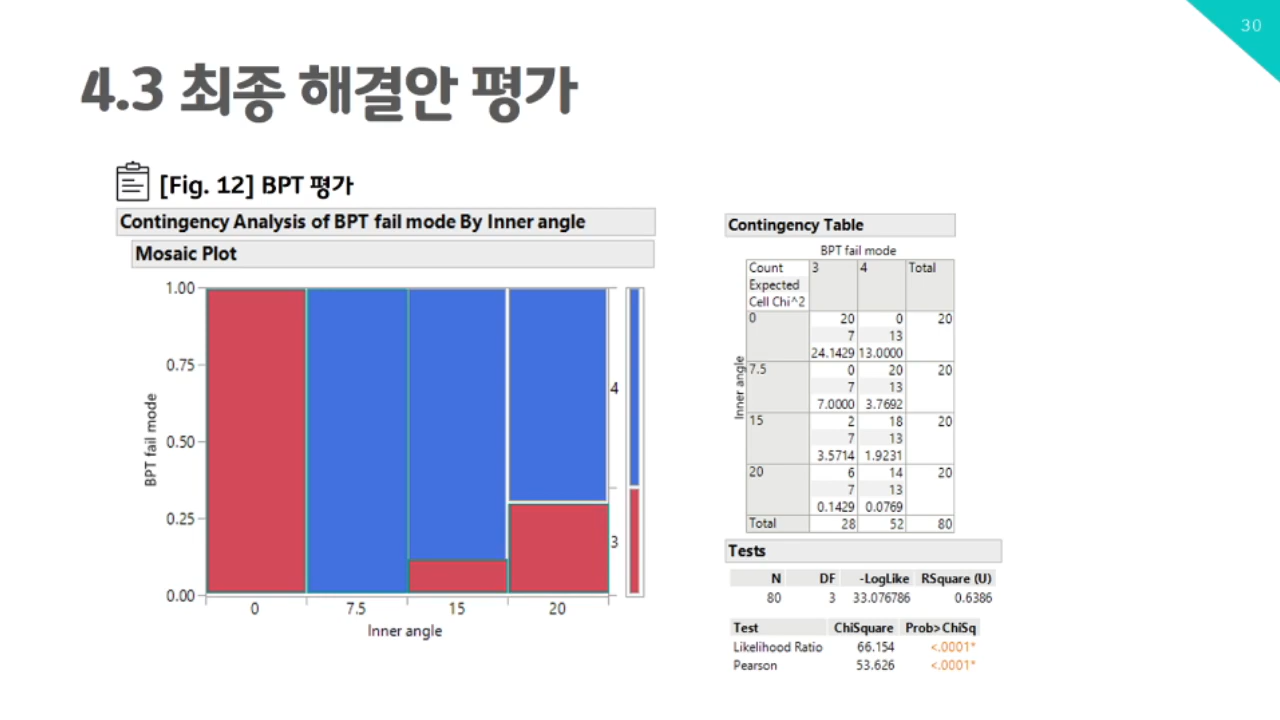 30
4.3 최종 해결안 평가
[Fig. 12] BPT 평가
Contingency Analysis of BPT fail mode By Inner angle
Mosaic Plot
1.00
0.75
0.50
0.25
0.00
BPT fail mode
4
3
0 7.5 15 20
Inner angle
Contingency Table
BPT fail mode
Count 3 4 Total
Expected
Cell Chi^2
Inner angle
0 20 0 20
7 13
24.1429 13.0000
7.5 0 20 20
7 13
7.0000 3.7692
15 2 18 20
7 13
3.5714 1.9231
20 6 14 20
7 13
0.1429 0.0769
Total 28 52 80
Tests
N DF -LogLike RSquare (U)
80 3 33.076786 0.6386
Test ChiSquare Prob>ChiSq
Likelihood Ratio 66.154 <.0001*
Pearson 53.626 <.0001*